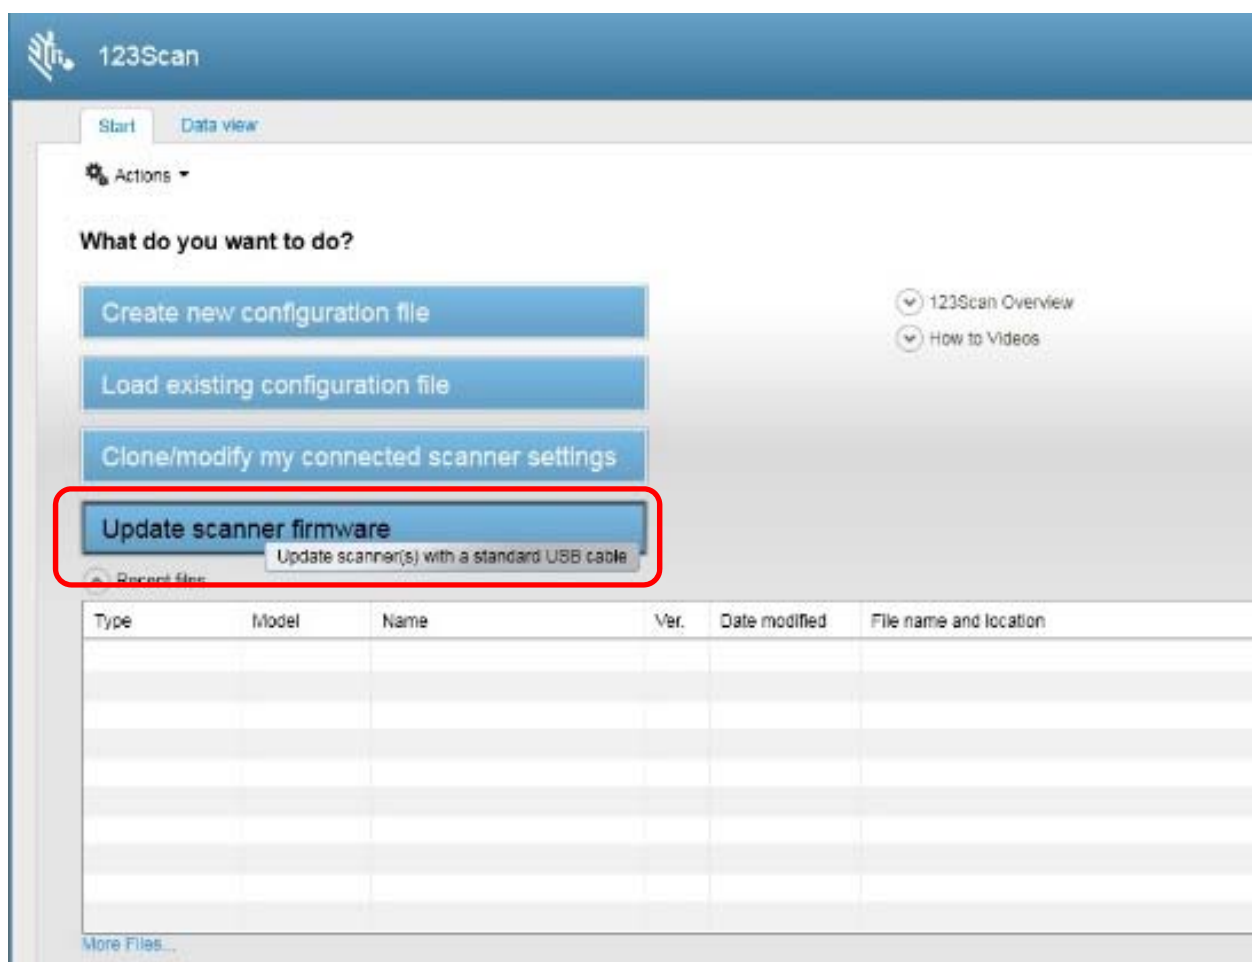 123Scan
Start Data view
Actions
What do you want to do?
Create new configuration file
123Scan Overview
How to Videos
Load existing configuration file
Clone/modify my connected scanner settings
Update scanner firmware
Update scanner(s) with a standard USB cable
Recent files
Type Model Name Ver. Date modified File name and location
More Files...